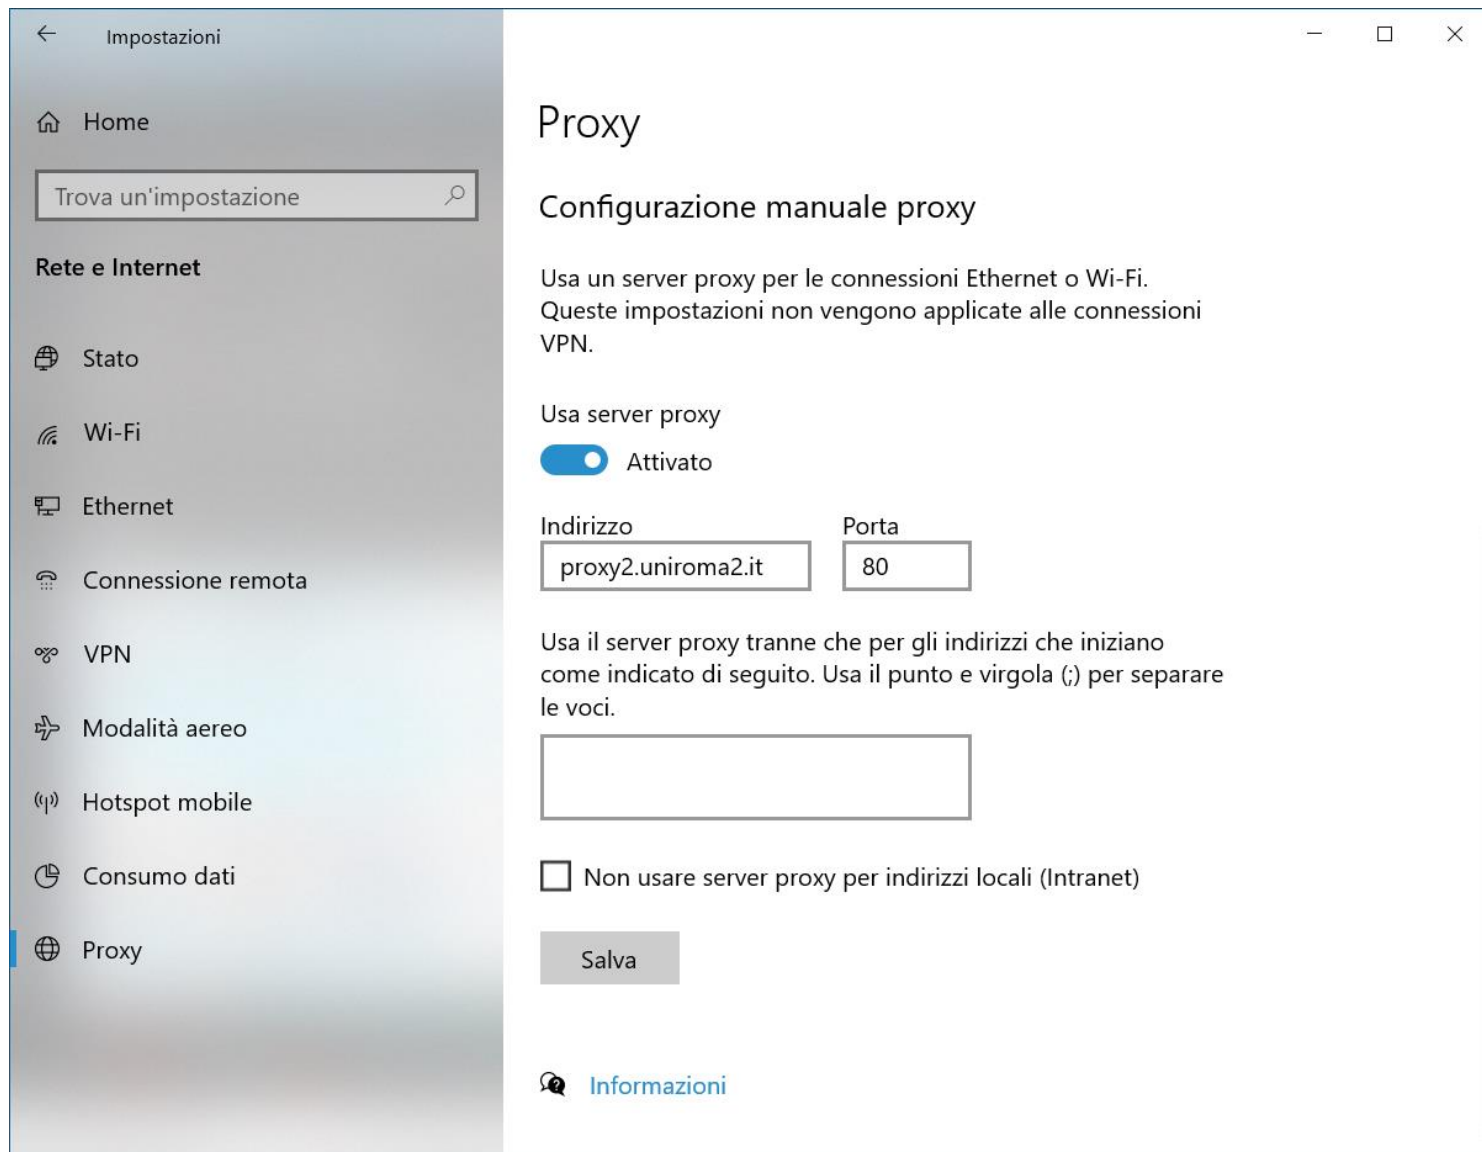 Impostazioni
Home
Trova un'impostazione
Rete e Internet
Stato
Wi-Fi
Ethernet
Connessione remota
VPN
Modalità aereo
Hotspot mobile
Consumo dati
Proxy
Proxy
Configurazione manuale proxy
Usa un server proxy per le connessioni Ethernet o Wi-Fi.
Queste impostazioni non vengono applicate alle connessioni
VPN.
Usa server proxy
Attivato
Indirizzo Porta
proxy2.uniroma2.it 80
Usa il server proxy tranne che per gli indirizzi che iniziano
come indicato di seguito. Usa il punto e virgola (;) per separare
le voci.
Non usare server proxy per indirizzi locali (Intranet)
Salva
Informazioni